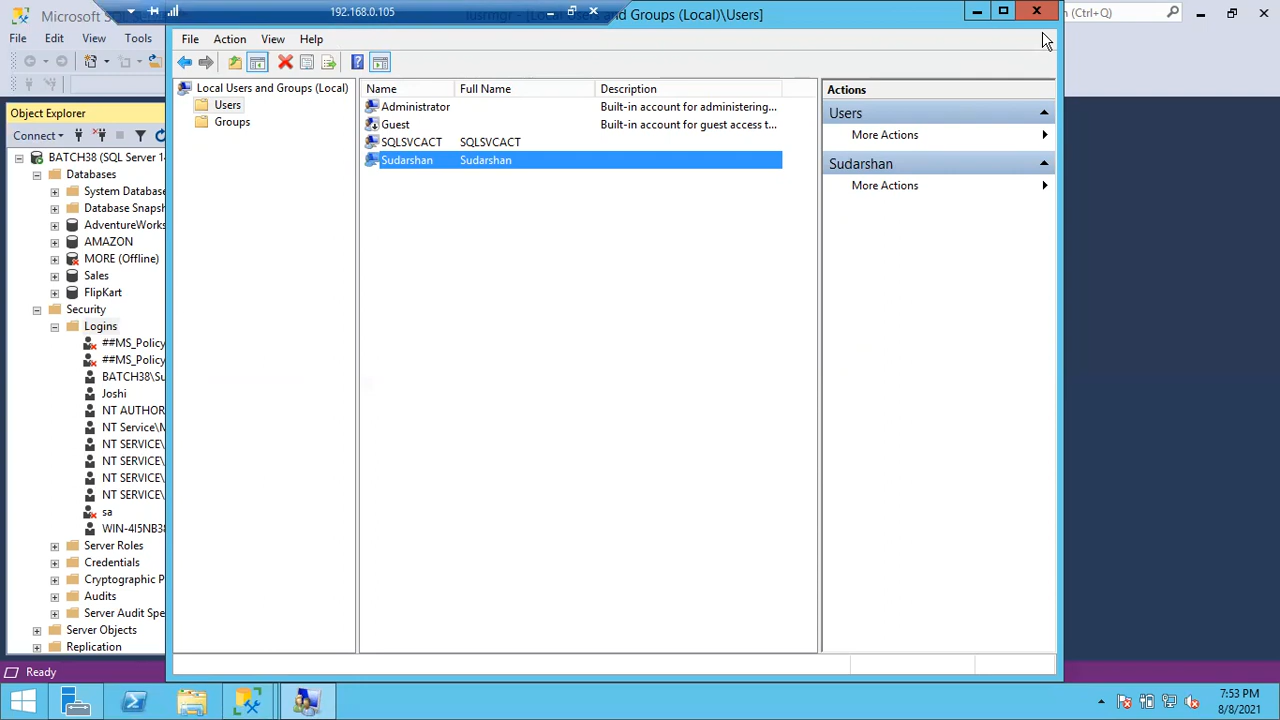 Microsoft SQL S
192.168.0.105
lusrmgr - [Local Users and Groups (Local)\Users]
(Ctrl+Q)
File Edit View Tools
File Action View Help
Object Explorer
Connect
BATCH38 (SQL Server 14
Databases
System Database
Database Snapsh
AdventureWorks
AMAZON
MORE (Offline)
Sales
FlipKart
Security
Logins
##MS_Policy
##MS_Policy
BATCH38\Su
Joshi
NT AUTHOR
NT Service\M
NT SERVICE\
NT SERVICE\
NT SERVICE\
NT SERVICE\
sa
WIN-4I5NB38
Server Roles
Credentials
Cryptographic P
Audits
Server Audit Spe
Server Objects
Replication
Local Users and Groups (Local)
Users
Groups
Name Full Name Description
Administrator Built-in account for administering...
Guest Built-in account for guest access t...
SQLSVCACT SQLSVCACT
Sudarshan Sudarshan
Actions
Users
More Actions
Sudarshan
More Actions
Ready
7:53 PM
8/8/2021